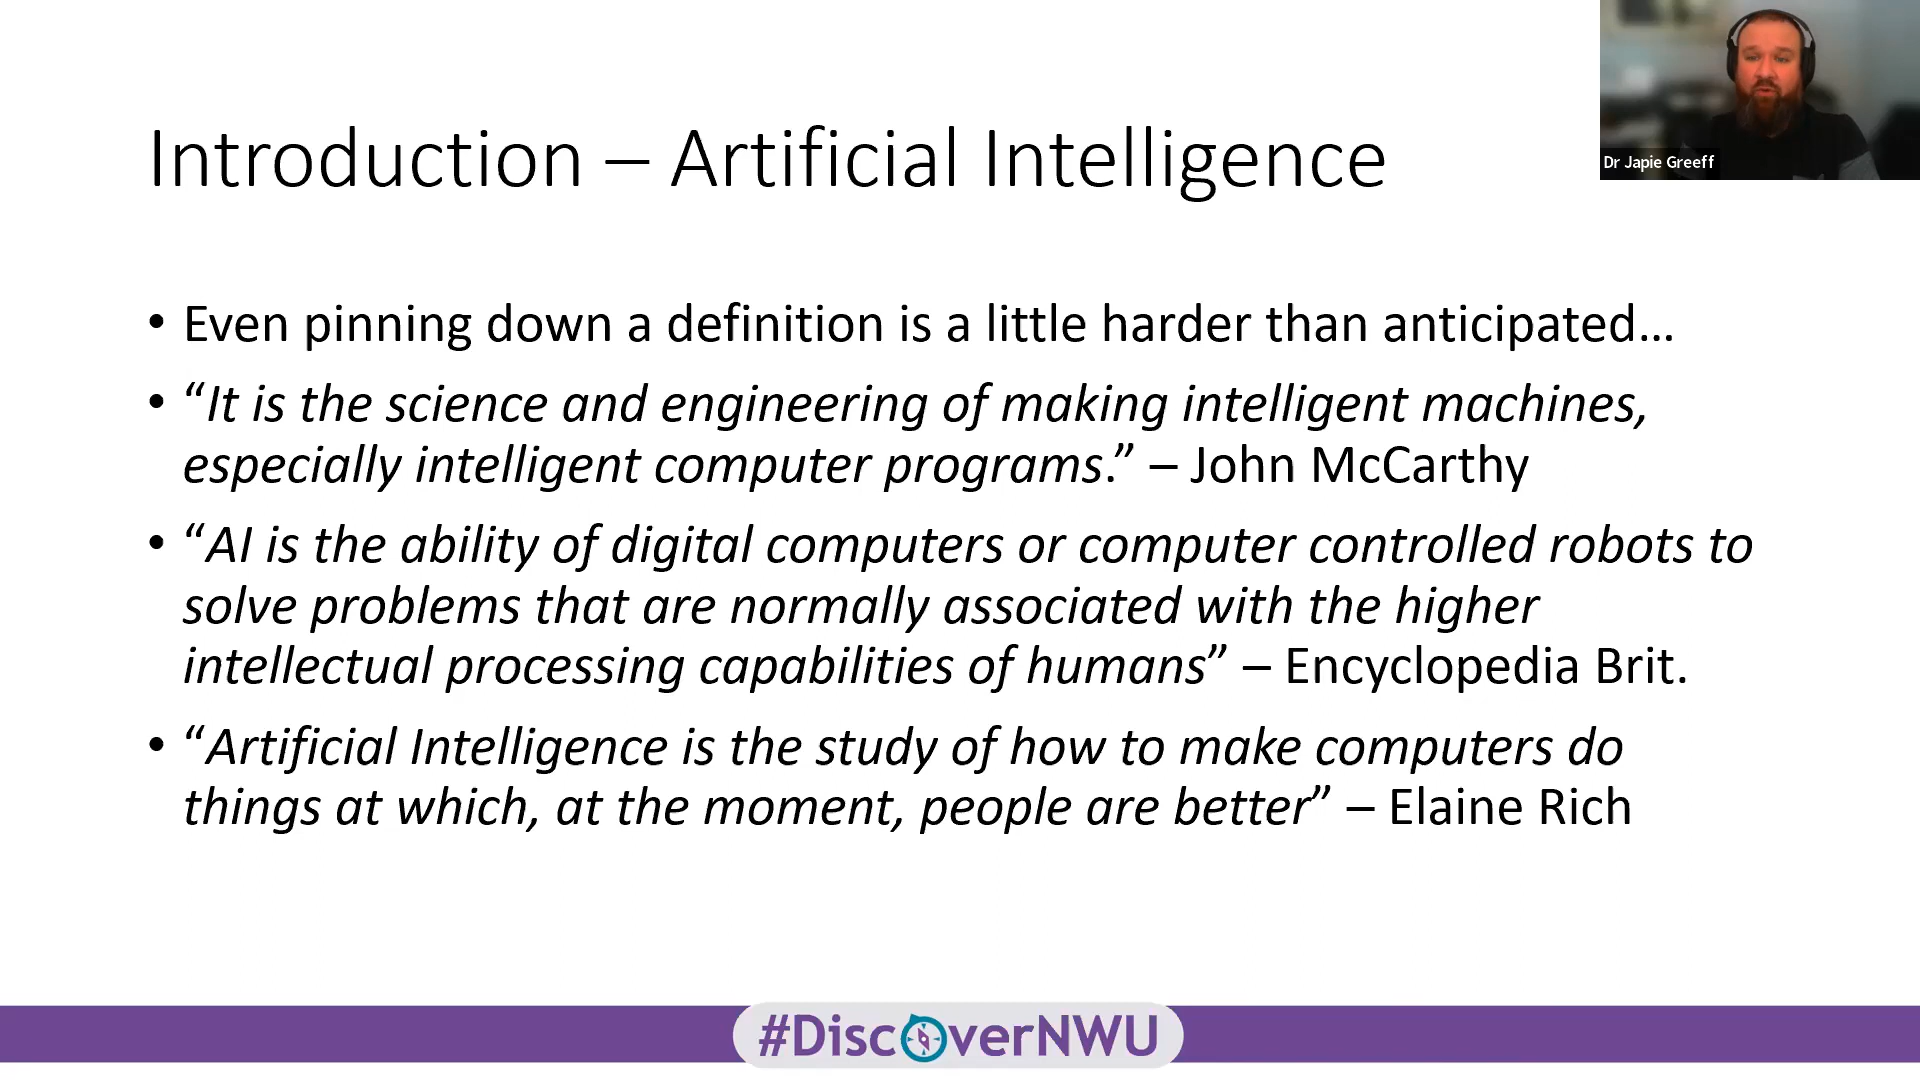 Introduction – Artificial Intelligence
Dr Japie Greeff
• Even pinning down a definition is a little harder than anticipated…
• “It is the science and engineering of making intelligent machines,
especially intelligent computer programs.” – John McCarthy
• “AI is the ability of digital computers or computer controlled robots to
solve problems that are normally associated with the higher
intellectual processing capabilities of humans” – Encyclopedia Brit.
• “Artificial Intelligence is the study of how to make computers do
things at which, at the moment, people are better” – Elaine Rich
#DiscoverNWU